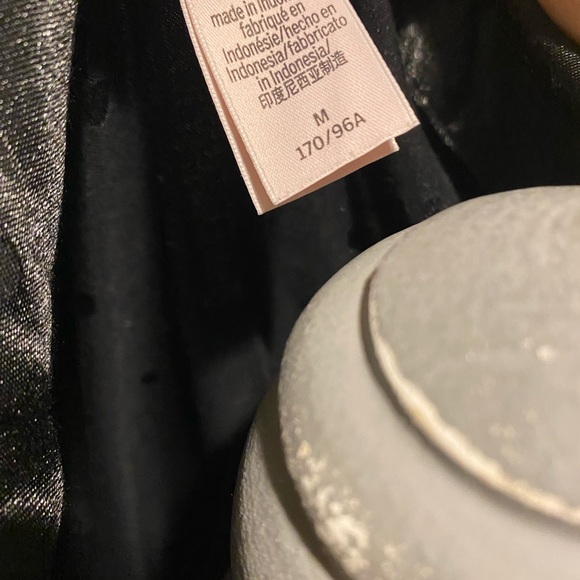 made in Indonesia/
fabriqué en
Indonésie/hecho en
Indonesia/fabbricato
in Indonesia/
印度尼西亚制造
M
170/96A